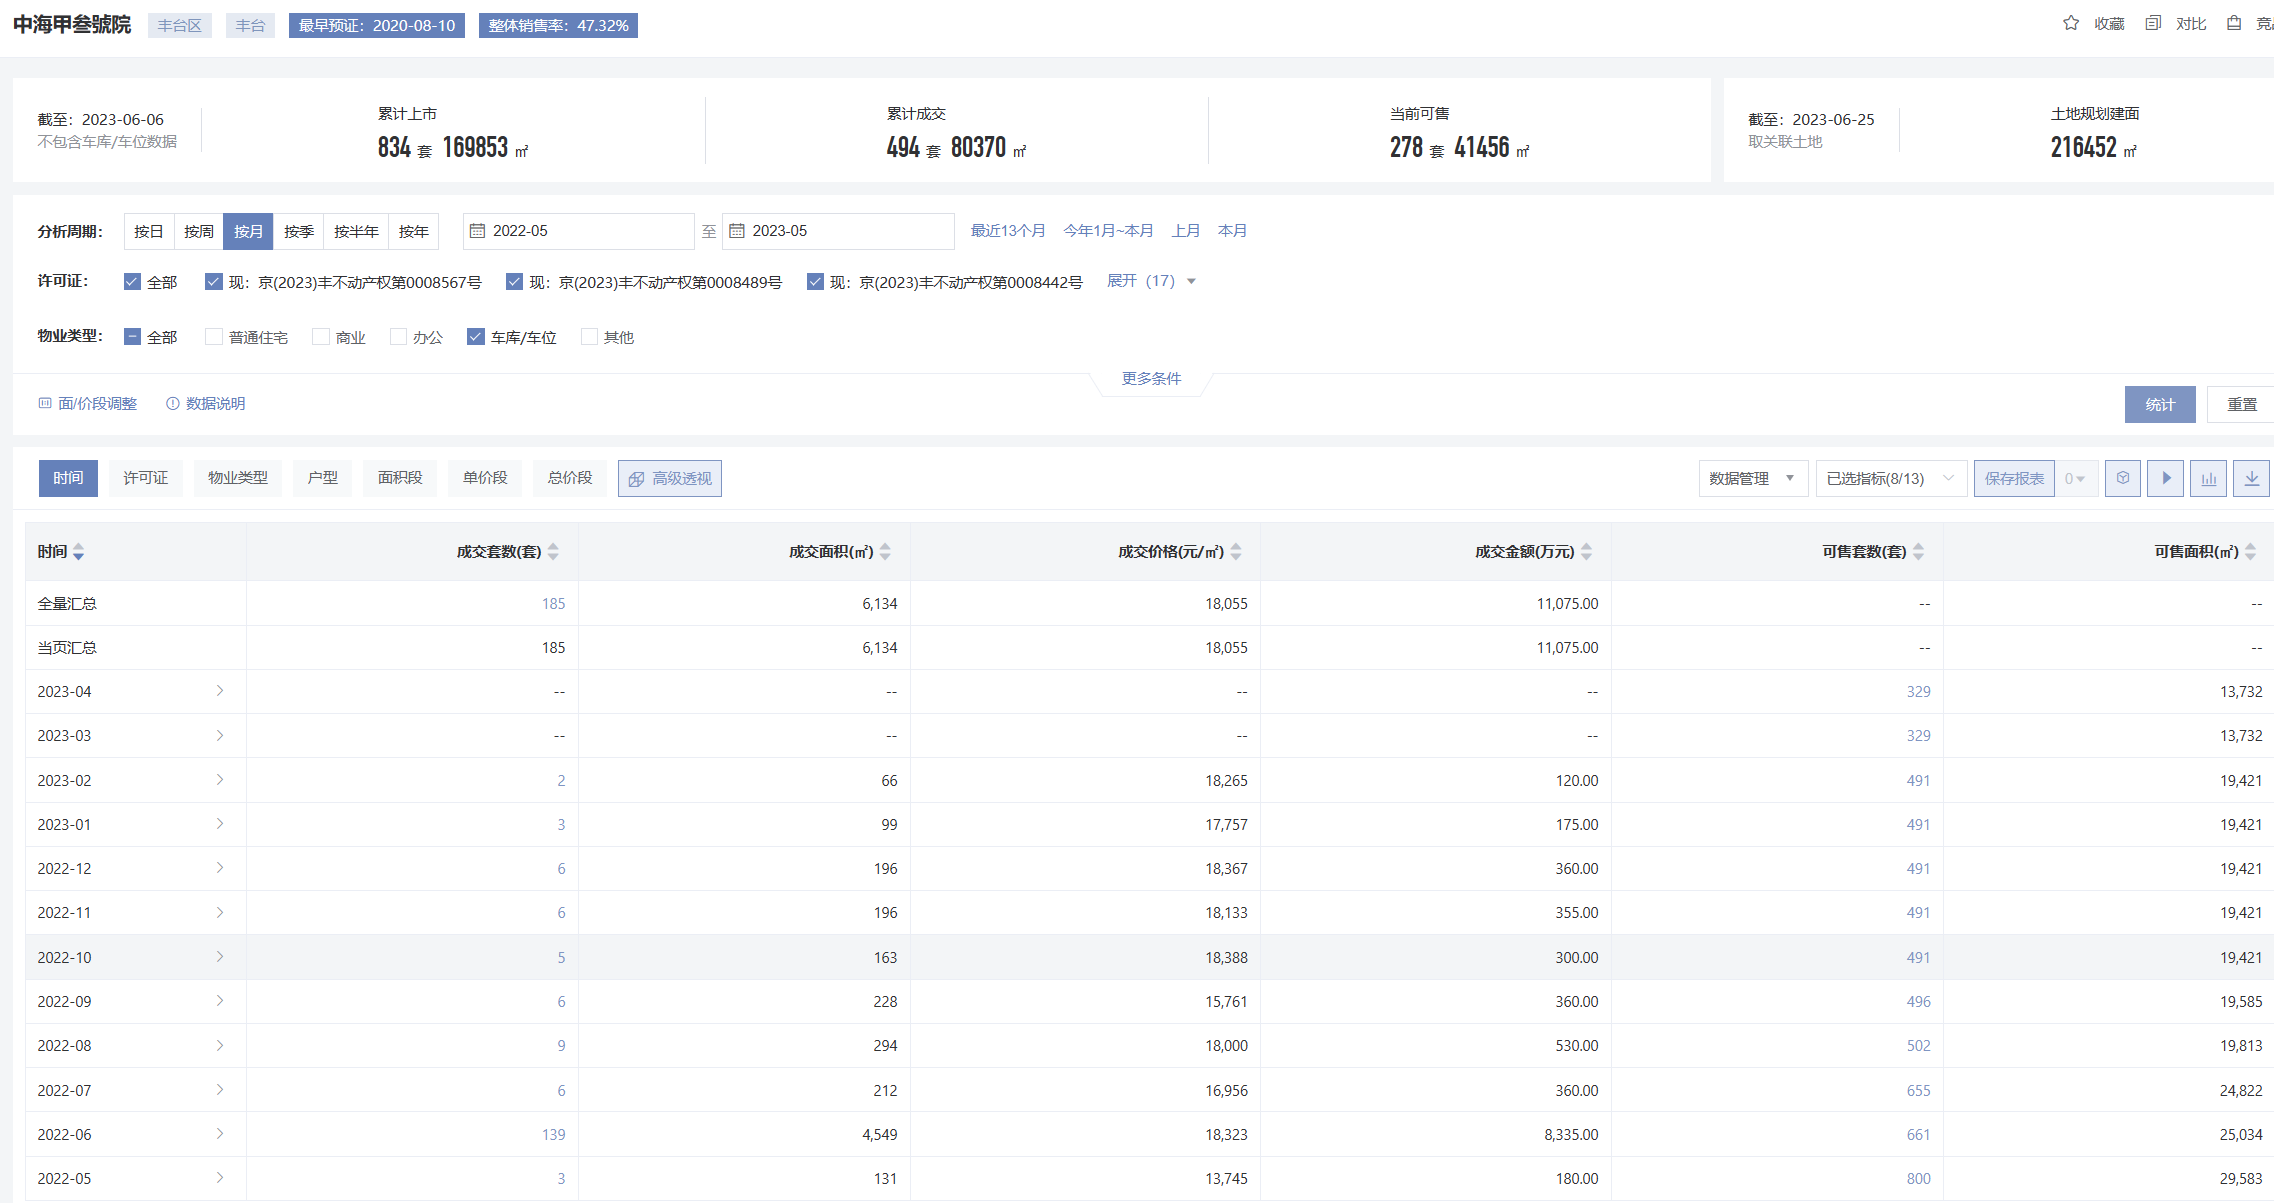 中海甲叁號院 丰台区 丰台 最早预证：2020-08-10 整体销售率：47.32% 收藏 对比
截至：2023-06-06 不包含车库/车位数据
累计上市 834 套 169853 ㎡
累计成交 494 套 80370 ㎡
当前可售 278 套 41456 ㎡
截至：2023-06-25 取关联土地
土地规划建面 216452 ㎡
分析周期： 按日 按周 按月 按季 按半年 按年 2022-05 至 2023-05 最近13个月 今年1月~本月 上月 本月
许可证： 全部 现：京(2023)丰不动产权第0008567号 现：京(2023)丰不动产权第0008489号 现：京(2023)丰不动产权第0008442号 展开（17）
物业类型： 全部 普通住宅 商业 办公 车库/车位 其他
更多条件
面/价段调整 数据说明 统计 重置
时间 许可证 物业类型 户型 面积段 单价段 总价段 高级透视 数据管理 已选指标(8/13) 保存报表 0
时间 成交套数(套) 成交面积(㎡) 成交价格(元/㎡) 成交金额(万元) 可售套数(套) 可售面积(㎡)
全量汇总 185 6,134 18,055 11,075.00 -- --
当页汇总 185 6,134 18,055 11,075.00 -- --
2023-04 -- -- -- -- 329 13,732
2023-03 -- -- -- -- 329 13,732
2023-02 2 66 18,265 120.00 491 19,421
2023-01 3 99 17,757 175.00 491 19,421
2022-12 6 196 18,367 360.00 491 19,421
2022-11 6 196 18,133 355.00 491 19,421
2022-10 5 163 18,388 300.00 491 19,421
2022-09 6 228 15,761 360.00 496 19,585
2022-08 9 294 18,000 530.00 502 19,813
2022-07 6 212 16,956 360.00 655 24,822
2022-06 139 4,549 18,323 8,335.00 661 25,034
2022-05 3 131 13,745 180.00 800 29,583